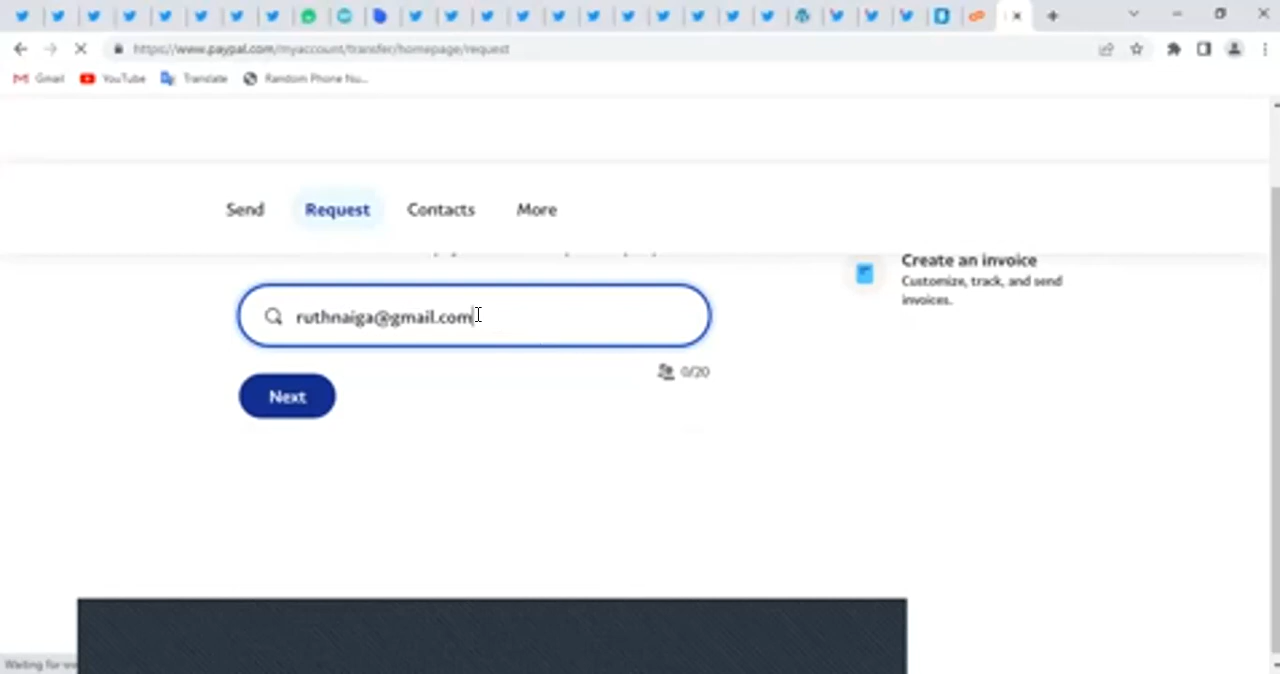 https://www.paypal.com/myaccount/transfer/homepage/request
Gmail
YouTube
Translate
Random Phone Nu...
Send
Request
Contacts
More
Create an invoice
Customize, track, and send
invoices.
ruthnaiga@gmail.com
0/20
Next
Waiting for